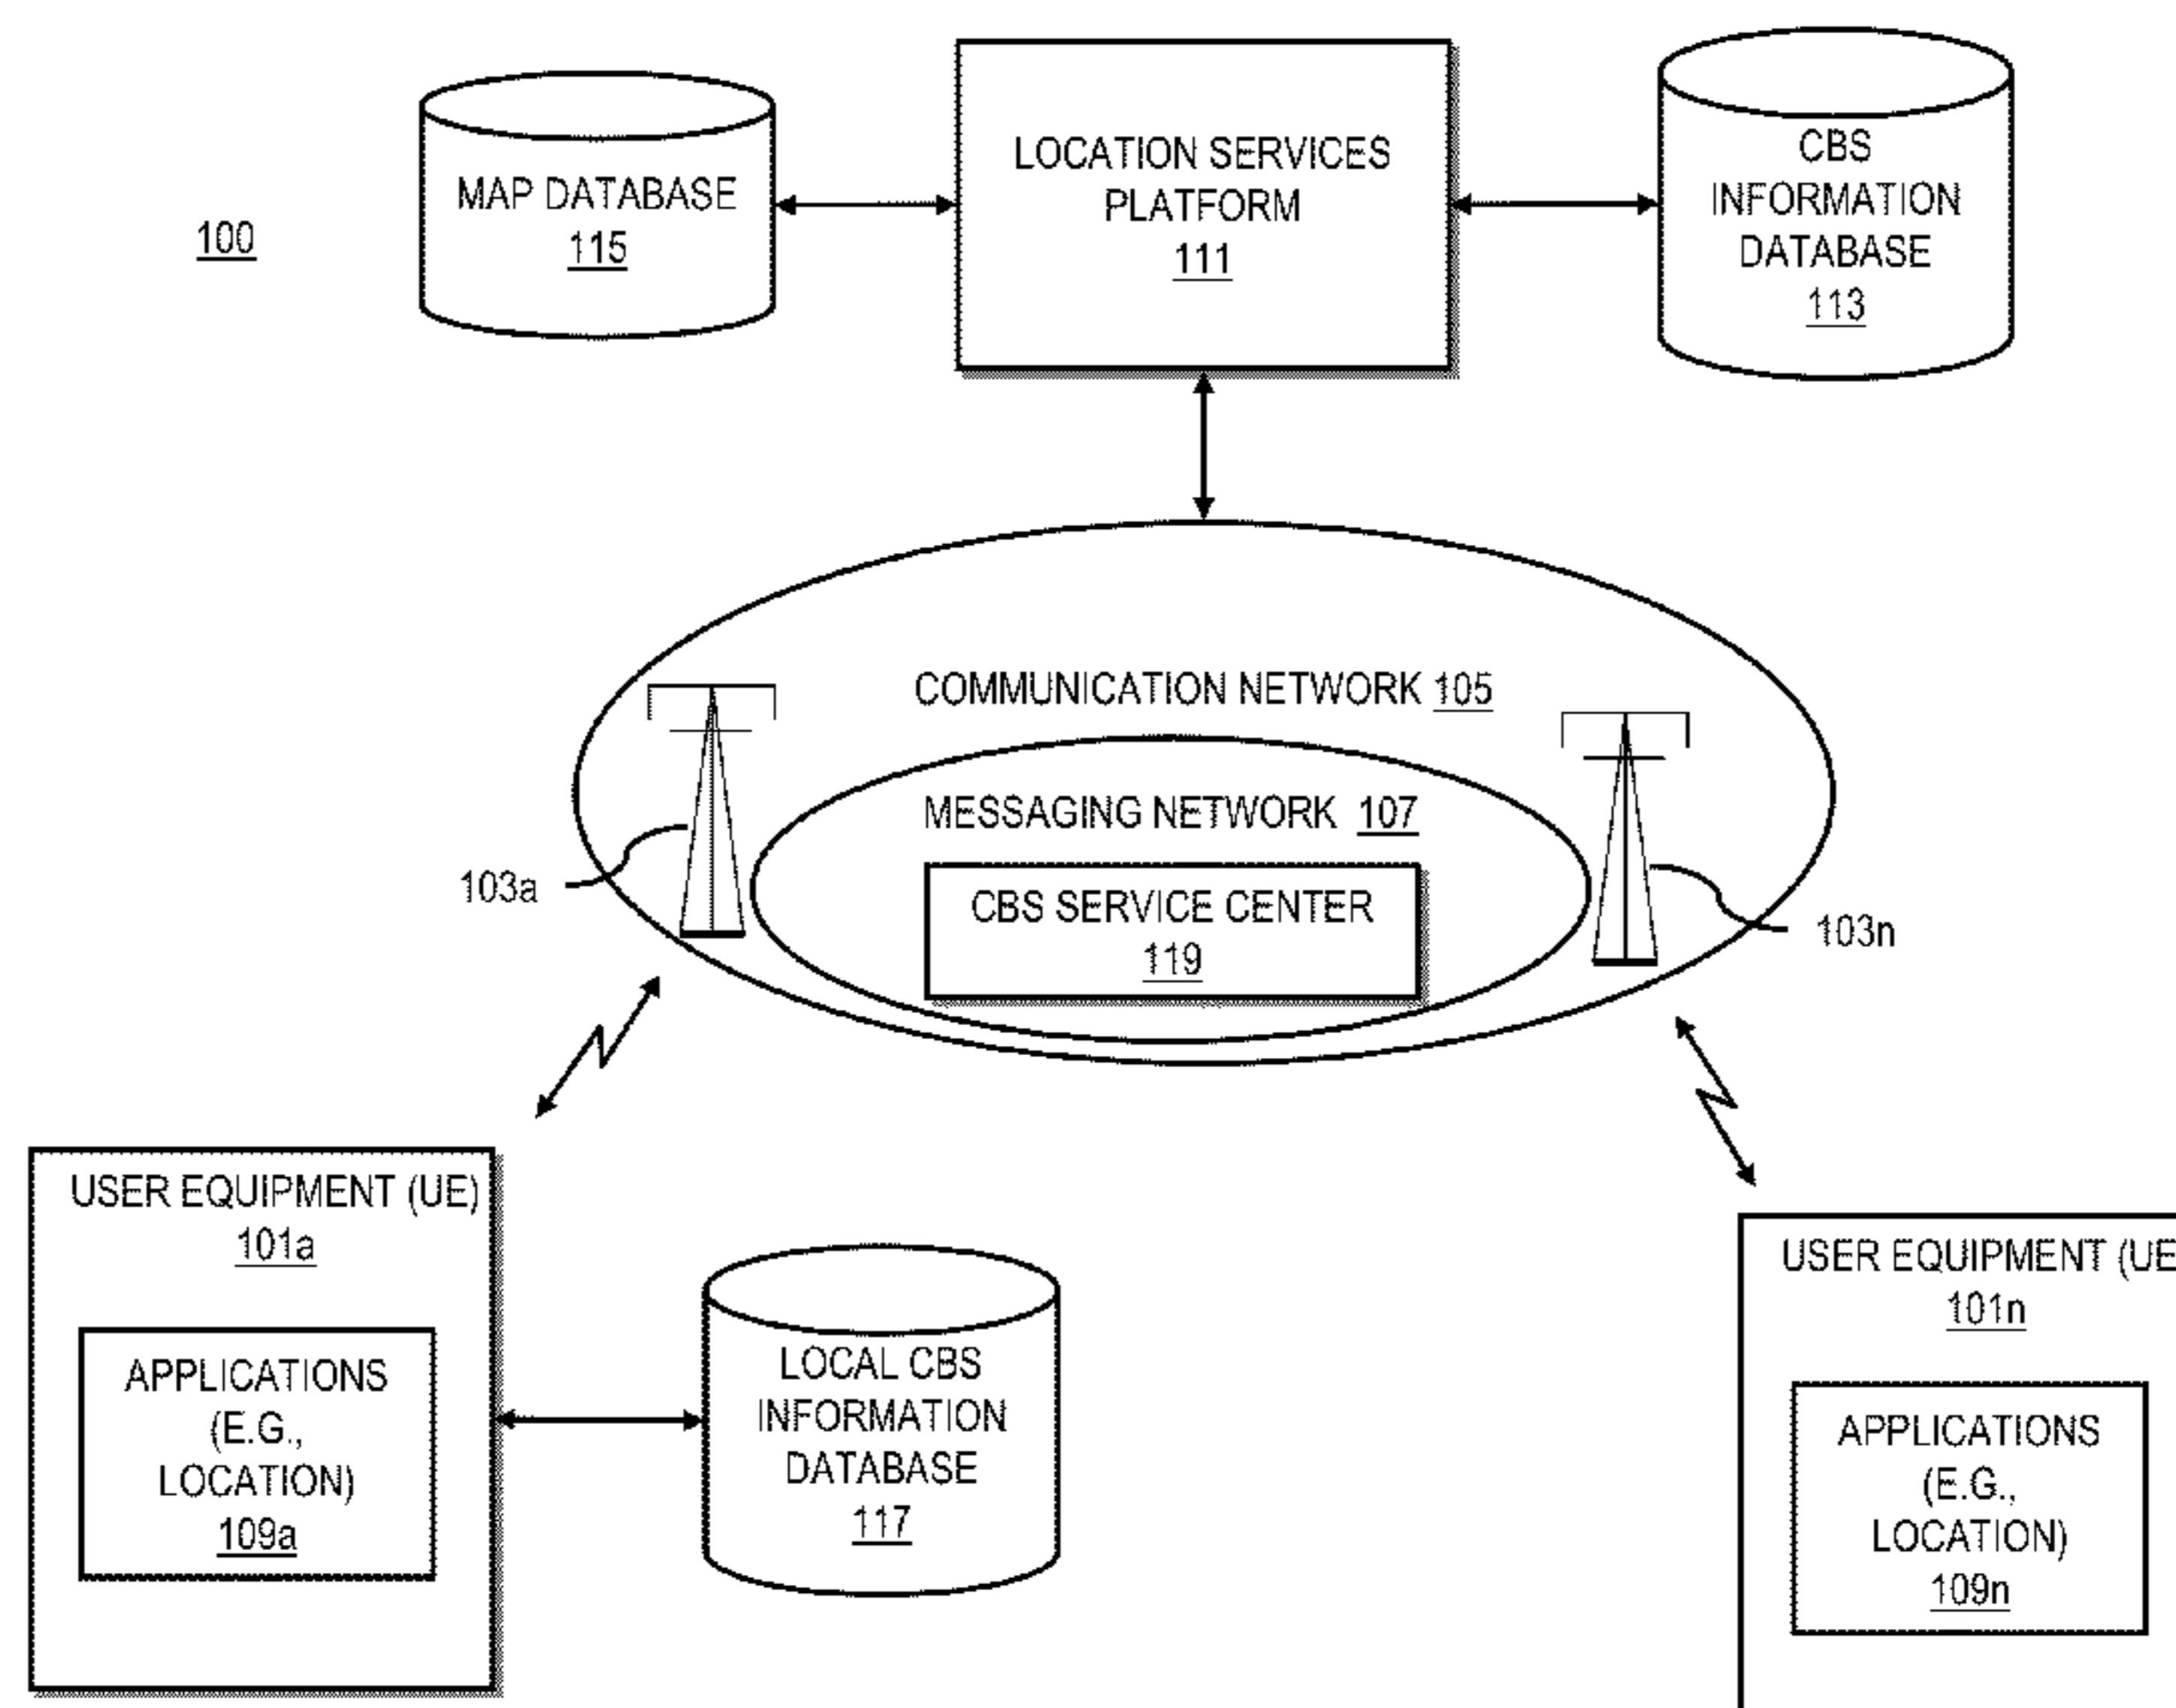 100
MAP DATABASE
115
LOCATION SERVICES
PLATFORM
111
CBS
INFORMATION
DATABASE
113
COMMUNICATION NETWORK 105
MESSAGING NETWORK 107
CBS SERVICE CENTER
119
103a
103n
USER EQUIPMENT (UE)
101a
APPLICATIONS
(E.G.,
LOCATION)
109a
LOCAL CBS
INFORMATION
DATABASE
117
USER EQUIPMENT (UE
101n
APPLICATIONS
(E.G.,
LOCATION)
109n